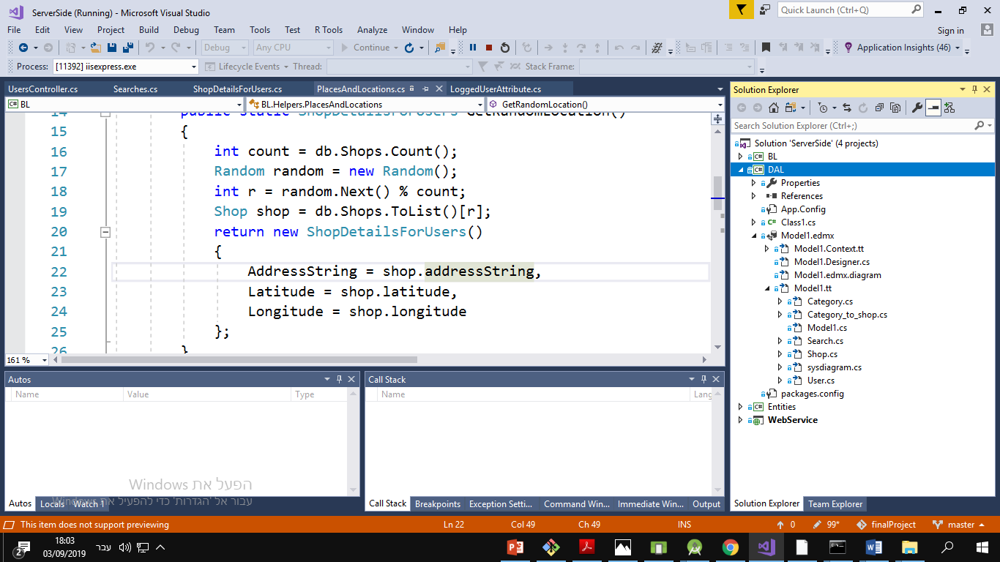 ServerSide (Running) - Microsoft Visual Studio
Quick Launch (Ctrl+Q)
File Edit View Project Build Debug Team Tools Test R Tools Analyze Window Help
Sign in
Debug Any CPU Continue Application Insights (46)
Process: [11392] iisexpress.exe Lifecycle Events Thread: Stack Frame:
UsersController.cs Searches.cs ShopDetailsForUsers.cs PlacesAndLocations.cs LoggedUserAttribute.cs
BL BL.Helpers.PlacesAndLocations GetRandomLocation()
14 public static ShopDetailsForUsers GetRandomLocation()
15 {
16 int count = db.Shops.Count();
17 Random random = new Random();
18 int r = random.Next() % count;
19 Shop shop = db.Shops.ToList()[r];
20 return new ShopDetailsForUsers()
21 {
22 AddressString = shop.addressString,
23 Latitude = shop.latitude,
24 Longitude = shop.longitude
25 };
26 }
161 %
Autos
Name Value Type
הפעל את Windows
עבור אל 'הגדרות' כדי להפעיל את Windows
Autos Locals Watch 1
Call Stack
Name Lang
Call Stack Breakpoints Exception Setti... Command Win... Immediate Win... Output
Solution Explorer
Search Solution Explorer (Ctrl+;)
Solution 'ServerSide' (4 projects)
BL
DAL
Properties
References
App.Config
Class1.cs
Model1.edmx
Model1.Context.tt
Model1.Designer.cs
Model1.edmx.diagram
Model1.tt
Category.cs
Category_to_shop.cs
Model1.cs
Search.cs
Shop.cs
sysdiagram.cs
User.cs
packages.config
Entities
WebService
Solution Explorer Team Explorer
This item does not support previewing Ln 22 Col 49 Ch 49 INS 0 99* finalProject master
2 18:03 עבר
03/09/2019